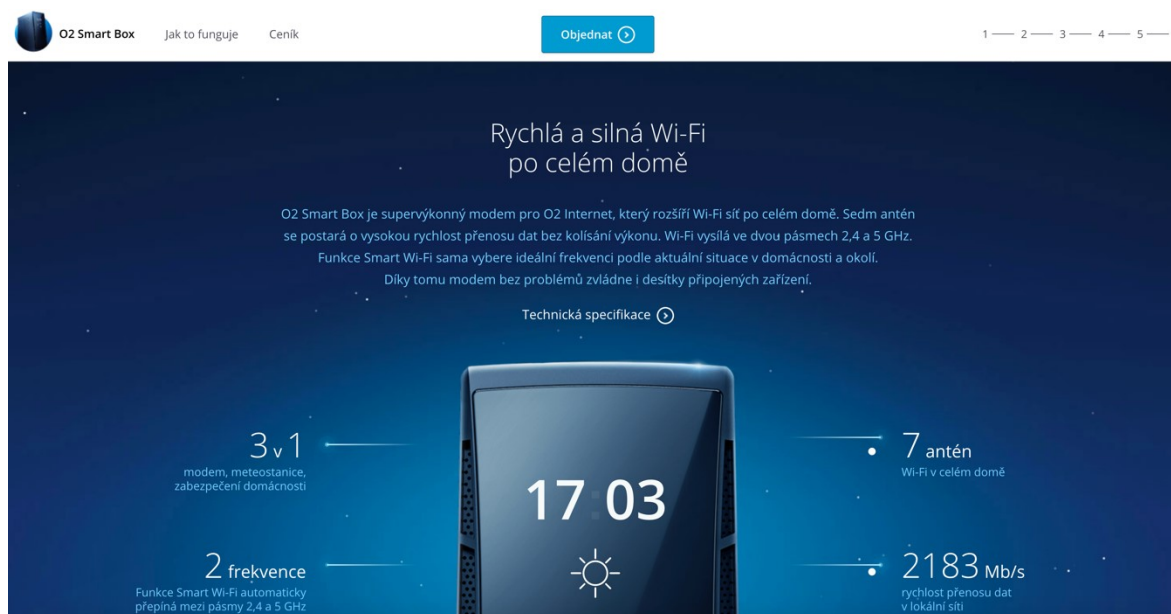 O2 Smart Box Jak to funguje Ceník Objednat 1 2 3 4 5
Rychlá a silná Wi-Fi
po celém domě
O2 Smart Box je supervýkonný modem pro O2 Internet, který rozšíří Wi-Fi síť po celém domě. Sedm antén
se postará o vysokou rychlost přenosu dat bez kolísání výkonu. Wi-Fi vysílá ve dvou pásmech 2,4 a 5 GHz.
Funkce Smart Wi-Fi sama vybere ideální frekvenci podle aktuální situace v domácnosti a okolí.
Díky tomu modem bez problémů zvládne i desítky připojených zařízení.
Technická specifikace
3 v 1
modem, meteostanice,
zabezpečení domácnosti
7 antén
Wi-Fi v celém domě
17:03
2 frekvence
Funkce Smart Wi-Fi automaticky
přepíná mezi pásmy 2,4 a 5 GHz
2183 Mb/s
rychlost přenosu dat
v lokální síti